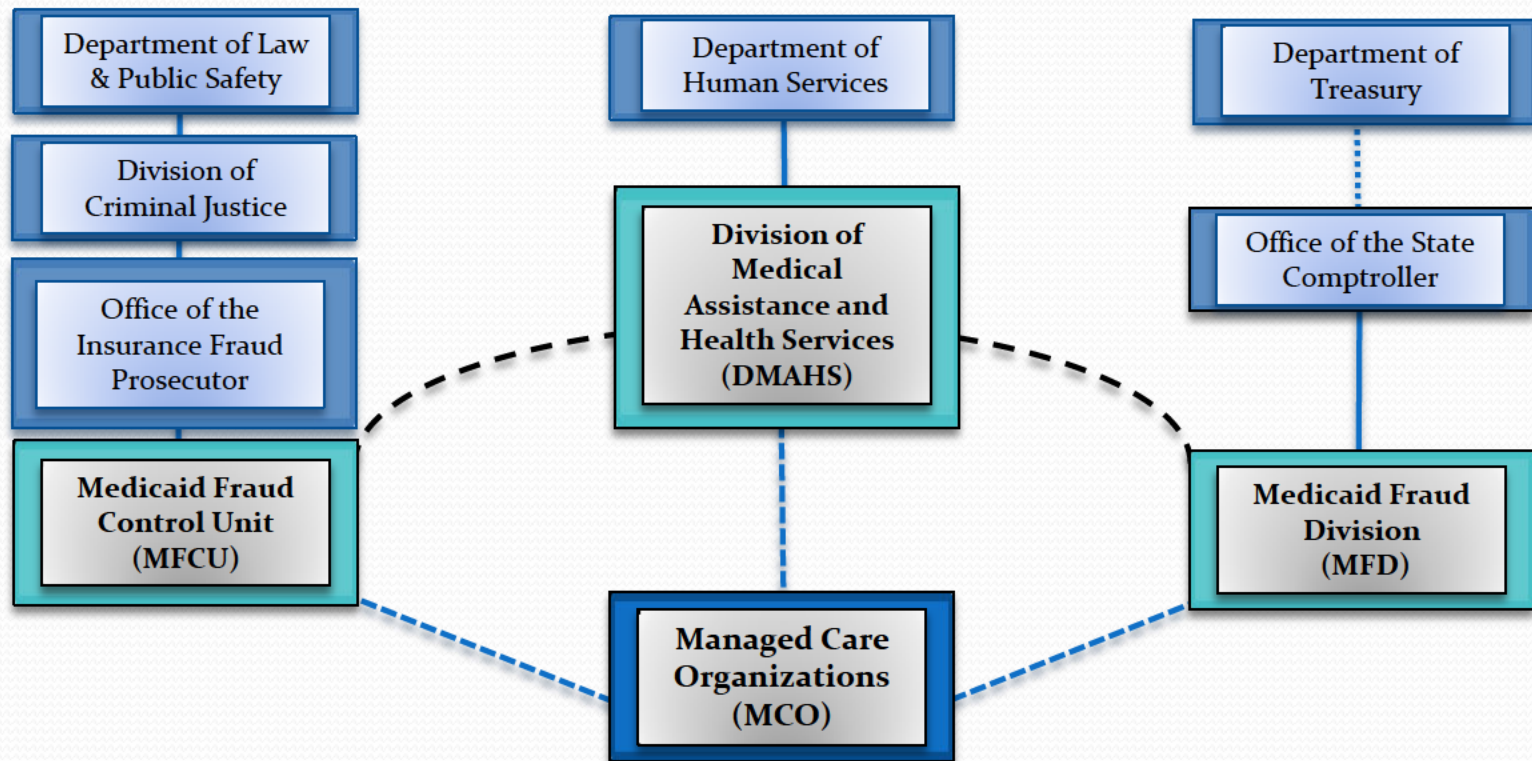 Department of Law
& Public Safety
Division of
Criminal Justice
Office of the
Insurance Fraud
Prosecutor
Medicaid Fraud
Control Unit
(MFCU)
Department of
Human Services
Division of
Medical
Assistance and
Health Services
(DMAHS)
Managed Care
Organizations
(MCO)
Department of
Treasury
Office of the State
Comptroller
Medicaid Fraud
Division
(MFD)